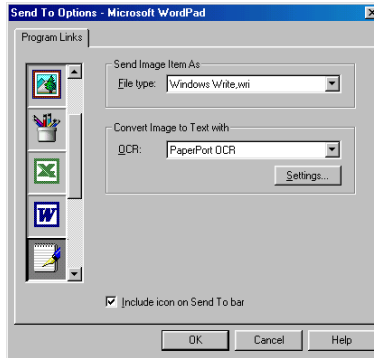 Send To Options - Microsoft WordPad
Program Links
Send Image Item As
File type: Windows Write,wri
Convert Image to Text with
OCR: PaperPort OCR
Settings...
Include icon on Send To bar
OK Cancel Help